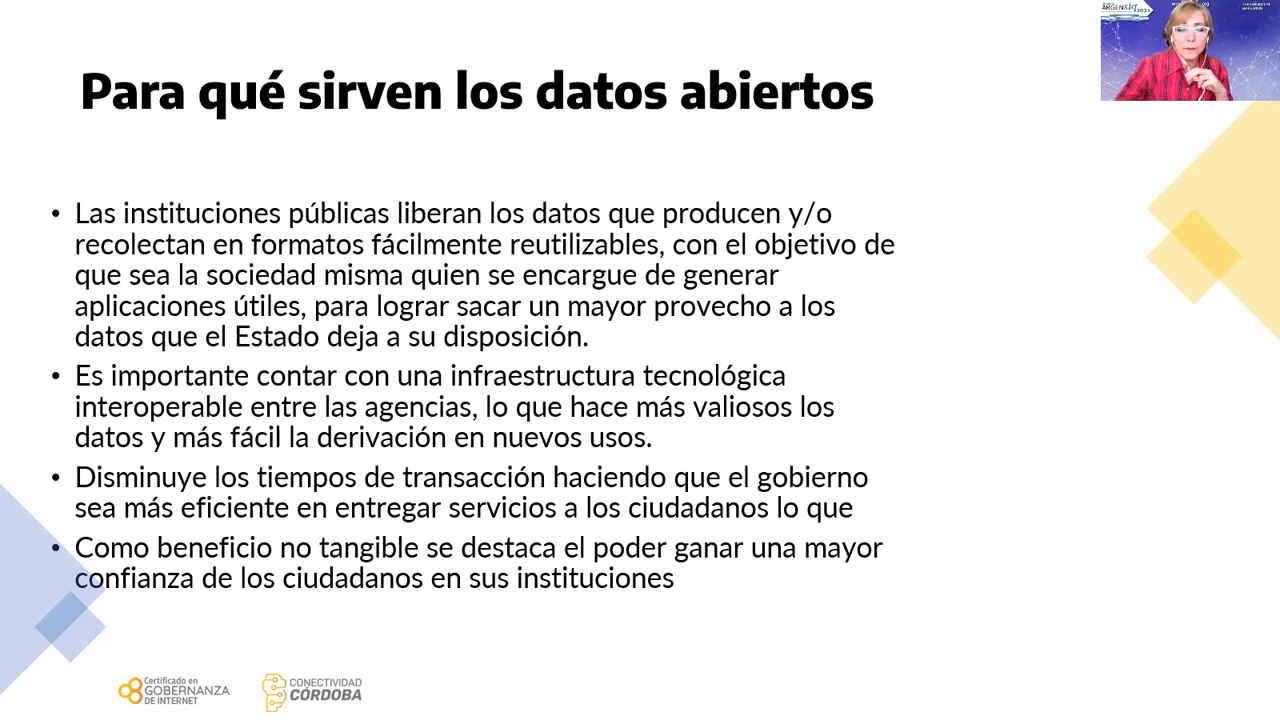 Para qué sirven los datos abiertos
• Las instituciones públicas liberan los datos que producen y/o
recolectan en formatos fácilmente reutilizables, con el objetivo de
que sea la sociedad misma quien se encargue de generar
aplicaciones útiles, para lograr sacar un mayor provecho a los
datos que el Estado deja a su disposición.
• Es importante contar con una infraestructura tecnológica
interoperable entre las agencias, lo que hace más valiosos los
datos y más fácil la derivación en nuevos usos.
• Disminuye los tiempos de transacción haciendo que el gobierno
sea más eficiente en entregar servicios a los ciudadanos lo que
• Como beneficio no tangible se destaca el poder ganar una mayor
confianza de los ciudadanos en sus instituciones
Certificado en
GOBERNANZA
DE INTERNET
CONECTIVIDAD
CÓRDOBA